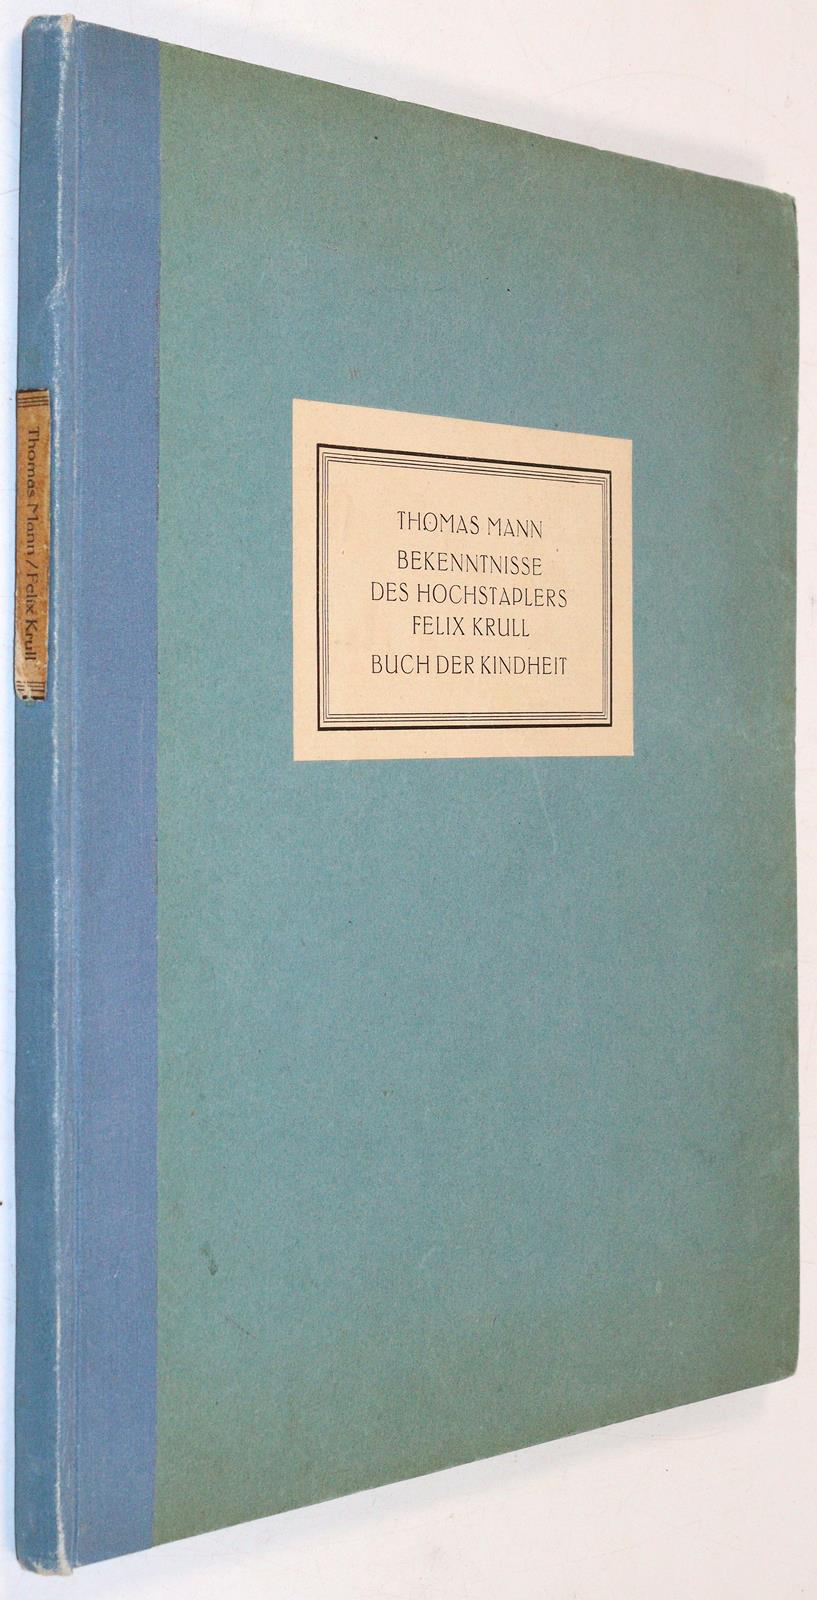 Thomas Mann / Felix Krull
THOMAS MANN
BEKENNTNISSE
DES HOCHSTAPLERS
FELIX KRULL
BUCH DER KINDHEIT